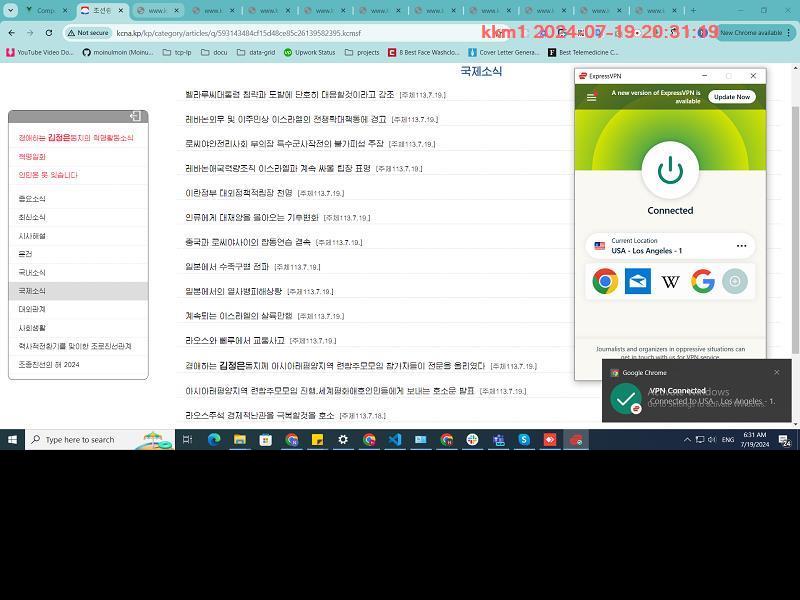 Comp
조선중
www.k
www.k
www.k
www.k
www.k
www.k
www.k
www.k
www.k
www.k
www.k
www.k
www.k
Not secure
kcna.kp/kp/category/articles/q/593143484cf15d48ce85c26139582395.kcmsf
kkm1 2024-07-19-20:31:19
New Chrome available
YouTube Video Do...
moinulmoin (Moinu...
tcp-lp
docu
data-grid
Upwork Status
projects
8 Best Face Washclo...
Cover Letter Genera...
Best Telemedicine C...
경애하는 김정은동지의 혁명활동소식
혁명일화
인민은 못 잊습니다
중요소식
최신소식
시사해설
문건
국내소식
국제소식
대외관계
사회생활
력사적전환기를 맞이한 조로친선관계
조중친선의 해 2024
국제소식
벨라루씨대통령 침략과 도발에 단호히 대응할것이라고 강조 [주체113.7.19.]
레바논외무 및 이주민상 이스라엘의 전쟁확대책동에 경고 [주체113.7.19.]
로씨야안전리사회 부의장 특수군사작전의 불가피성 주장 [주체113.7.19.]
레바논애국력량조직 이스라엘과 계속 싸울 립장 표명 [주체113.7.19.]
이란정부 대외정책적립장 천명 [주체113.7.19.]
인류에게 대재앙을 몰아오는 기후변화 [주체113.7.19.]
중국과 로씨야사이의 합동연습 결속 [주체113.7.19.]
일본에서 수족구병 전파 [주체113.7.19.]
일본에서의 열사병피해상황 [주체113.7.19.]
계속되는 이스라엘의 살륙만행 [주체113.7.19.]
라오스와 뻬루에서 교통사고 [주체113.7.19.]
경애하는 김정은동지께 아시아태평양지역 련합추모모임 참가자들이 전문을 올리였다 [주체113.7.19.]
아시아태평양지역 련합추모모임 진행,세계평화애호인민들에게 보내는 호소문 발표 [주체113.7.19.]
라오스주석 경제적난관을 극복할것을 호소 [주체113.7.18.]
ExpressVPN
A new version of ExpressVPN is
available
Update Now
Connected
Current Location
USA - Los Angeles - 1
Journalists and organizers in oppressive situations can
get in touch with us for VPN service.
Google Chrome
VPN Connected
Connected to USA - Los Angeles - 1.
Activate Windows
Go to Settings to activate Windows.
Type here to search
ENG
6:31 AM
7/19/2024
24